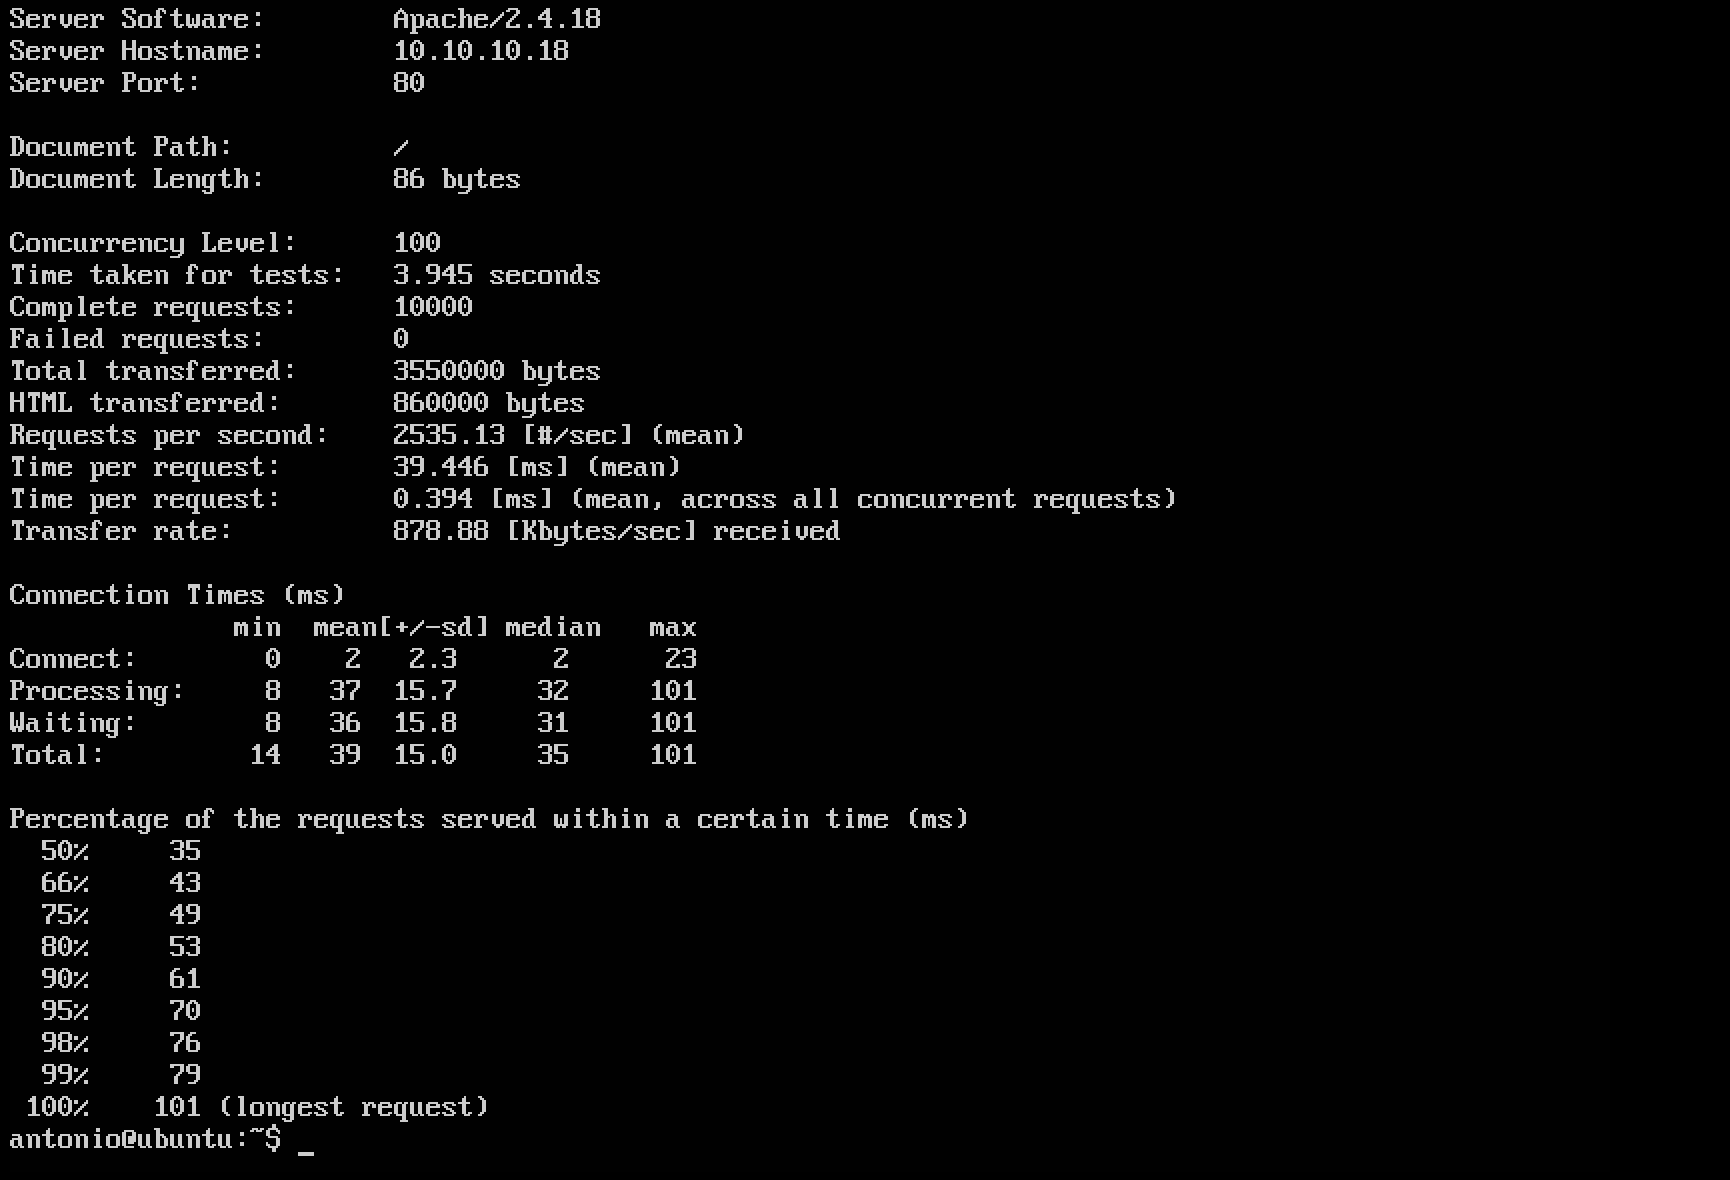 Server Software:        Apache/2.4.18
Server Hostname:        10.10.10.18
Server Port:            80

Document Path:          /
Document Length:        86 bytes

Concurrency Level:      100
Time taken for tests:   3.945 seconds
Complete requests:      10000
Failed requests:        0
Total transferred:      3550000 bytes
HTML transferred:       860000 bytes
Requests per second:    2535.13 [#/sec] (mean)
Time per request:       39.446 [ms] (mean)
Time per request:       0.394 [ms] (mean, across all concurrent requests)
Transfer rate:          878.88 [Kbytes/sec] received

Connection Times (ms)
              min  mean[+/-sd] median   max
Connect:        0    2   2.3      2      23
Processing:     8   37  15.7     32     101
Waiting:        8   36  15.8     31     101
Total:         14   39  15.0     35     101

Percentage of the requests served within a certain time (ms)
  50%     35
  66%     43
  75%     49
  80%     53
  90%     61
  95%     70
  98%     76
  99%     79
 100%    101 (longest request)
antonio@ubuntu:~$ _